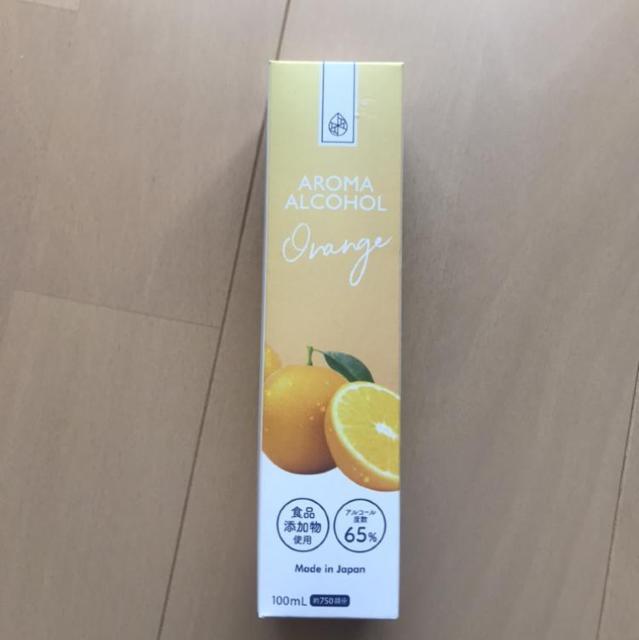 AROMA
ALCOHOL
Orange
食品
添加物
使用
アルコール
度数
65%
Made in Japan
100mL 約750回分